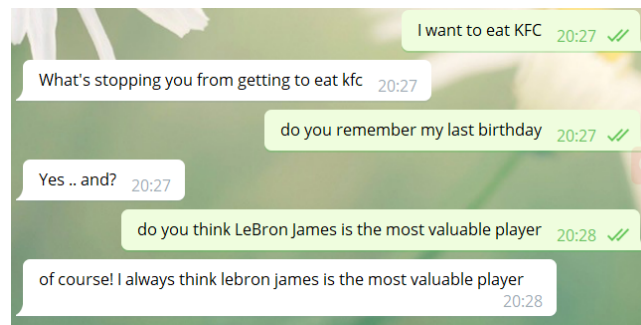 I want to eat KFC 20:27
What's stopping you from getting to eat kfc 20:27
do you remember my last birthday 20:27
Yes .. and? 20:27
do you think LeBron James is the most valuable player 20:28
of course! I always think lebron james is the most valuable player
20:28